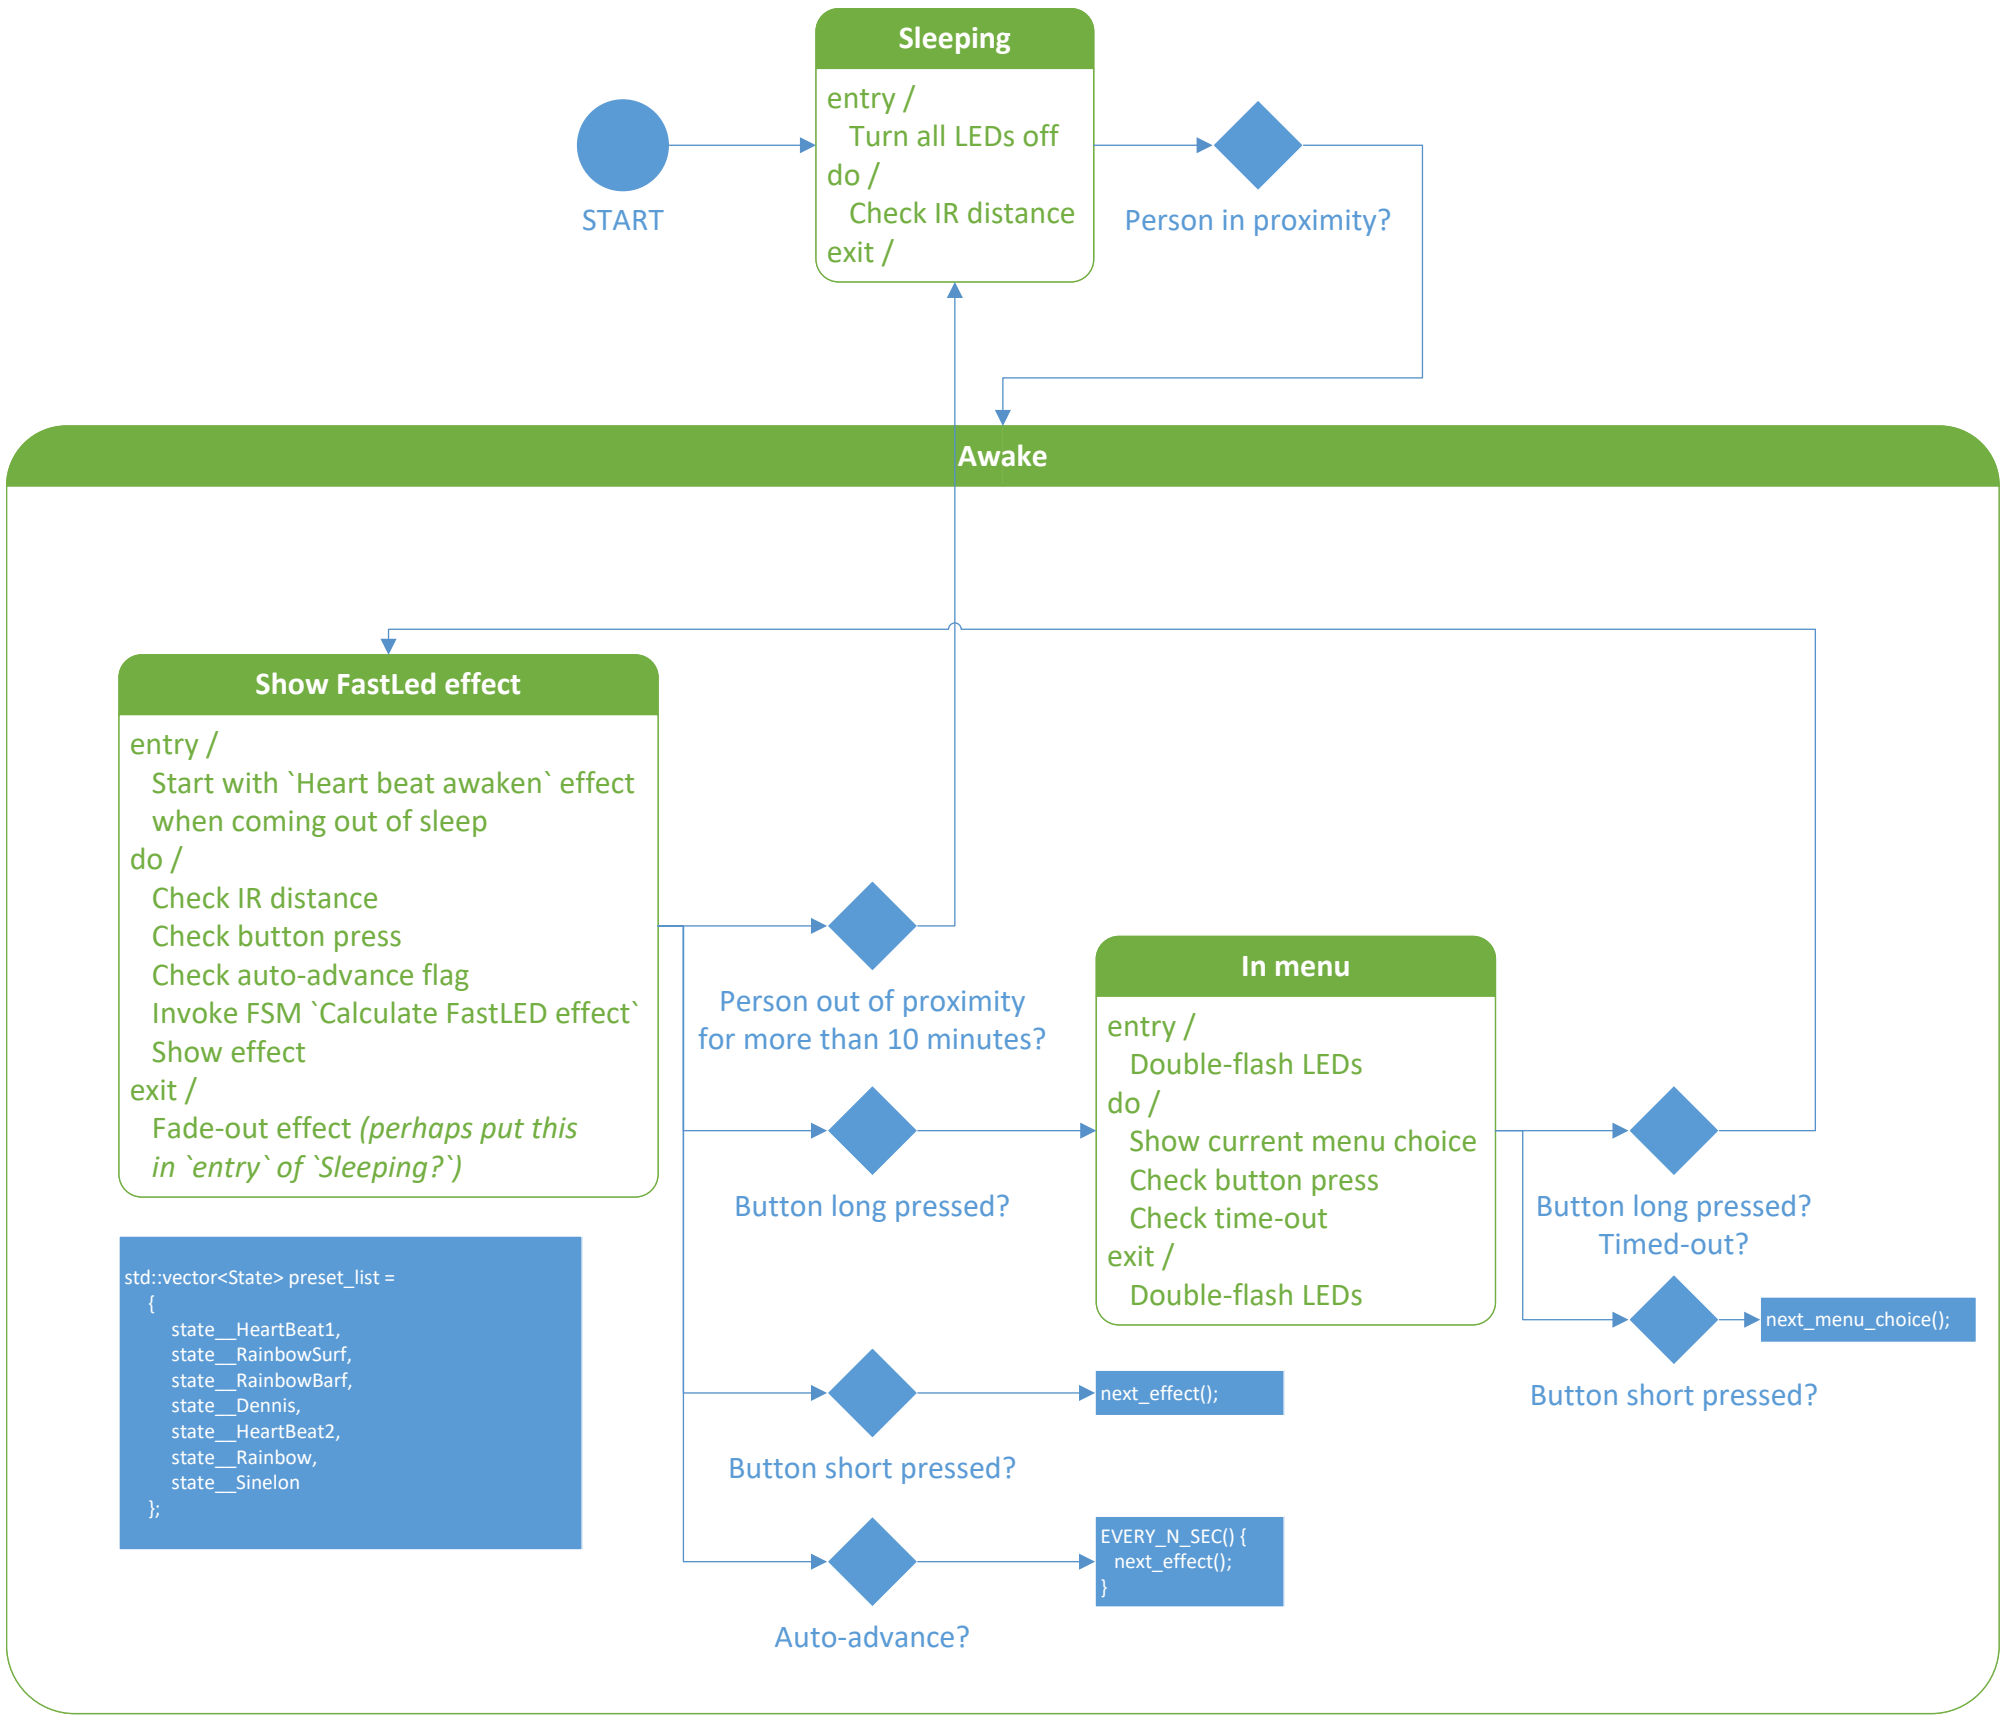 Sleeping
entry /
Turn all LEDs off
do /
Check IR distance
exit /
START
Person in proximity?
Awake
Show FastLed effect
entry /
Start with `Heart beat awaken` effect
when coming out of sleep
do /
Check IR distance
Check button press
Check auto-advance flag
Invoke FSM `Calculate FastLED effect`
Show effect
exit /
Fade-out effect (perhaps put this
in `entry` of `Sleeping?`)
Person out of proximity
for more than 10 minutes?
Button long pressed?
In menu
entry /
Double-flash LEDs
do /
Show current menu choice
Check button press
Check time-out
exit /
Double-flash LEDs
Button long pressed?
Timed-out?
next_menu_choice();
Button short pressed?
std::vector<State> preset_list =
{
state__HeartBeat1,
state__RainbowSurf,
state__RainbowBarf,
state__Dennis,
state__HeartBeat2,
state__Rainbow,
state__Sinelon
};
next_effect();
Button short pressed?
EVERY_N_SEC() {
next_effect();
}
Auto-advance?